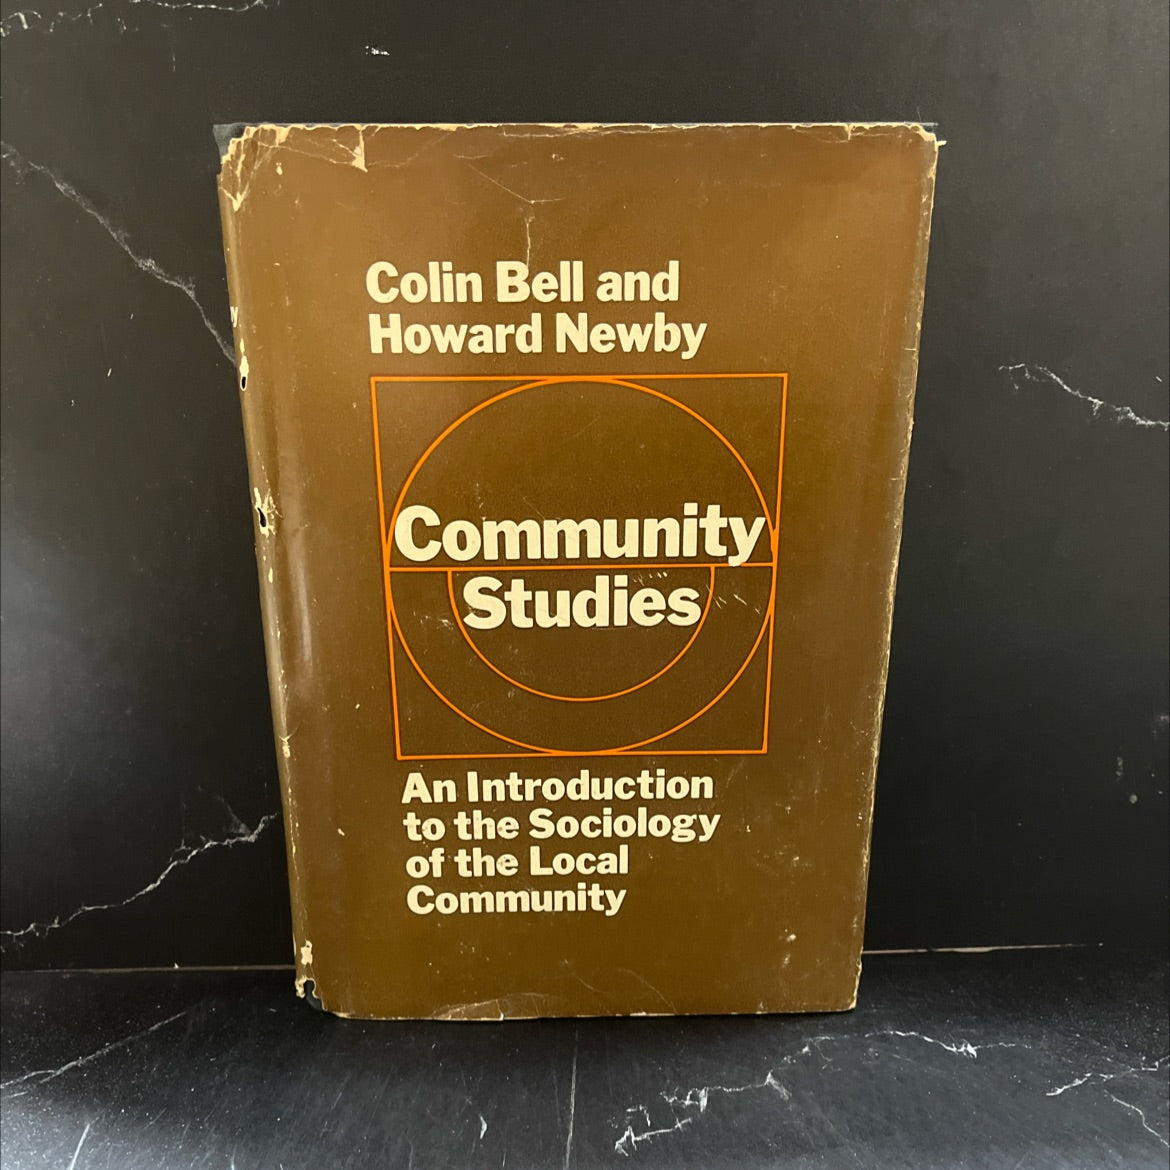 Colin Bell and
Howard Newby
Community
Studies
An Introduction
to the Sociology
of the Local
Community